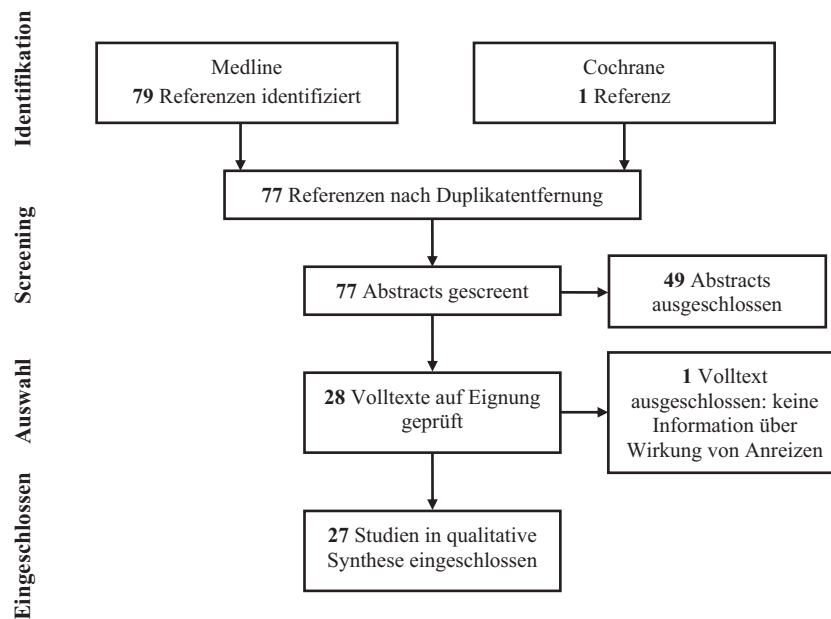 Identifikation
Medline
79 Referenzen identifiziert
Cochrane
1 Referenz
77 Referenzen nach Duplikatentfernung
Screening
77 Abstracts gescreent
49 Abstracts
ausgeschlossen
Auswahl
28 Volltexte auf Eignung
geprüft
1 Volltext
ausgeschlossen: keine
Information über
Wirkung von Anreizen
Eingeschlossen
27 Studien in qualitative
Synthese eingeschlossen